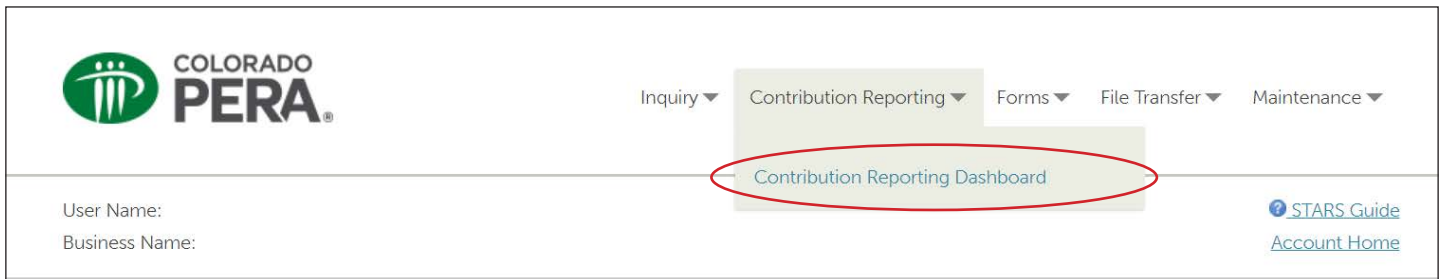 COLORADO
PERA®
Inquiry Contribution Reporting Forms File Transfer Maintenance
Contribution Reporting Dashboard
User Name:
Business Name:
STARS Guide
Account Home